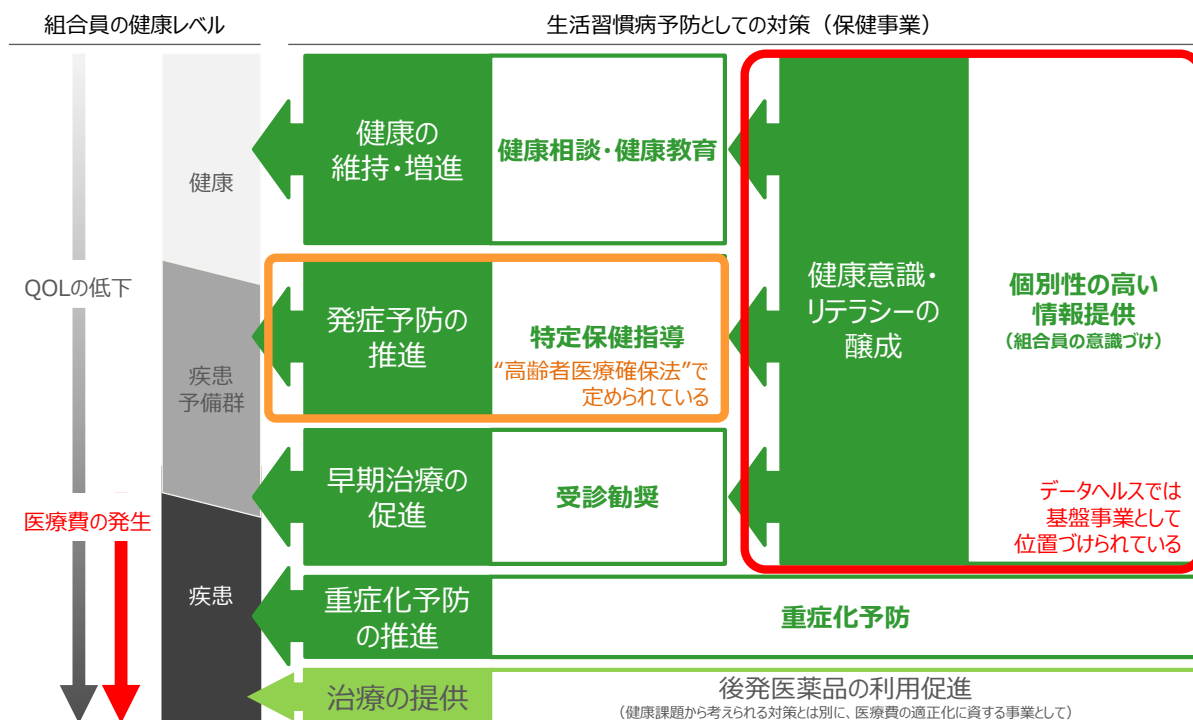 組合員の健康レベル
生活習慣病予防としての対策（保健事業）
健康
QOLの低下
疾患
予備群
医療費の発生
疾患
健康の
維持・増進
健康相談・健康教育
発症予防の
推進
特定保健指導
“高齢者医療確保法”で
定められている
早期治療の
促進
受診勧奨
健康意識・
リテラシーの
醸成
個別性の高い
情報提供
（組合員の意識づけ）
データヘルスでは
基盤事業として
位置づけられている
重症化予防
の推進
重症化予防
治療の提供
後発医薬品の利用促進
（健康課題から考えられる対策とは別に、医療費の適正化に資する事業として）